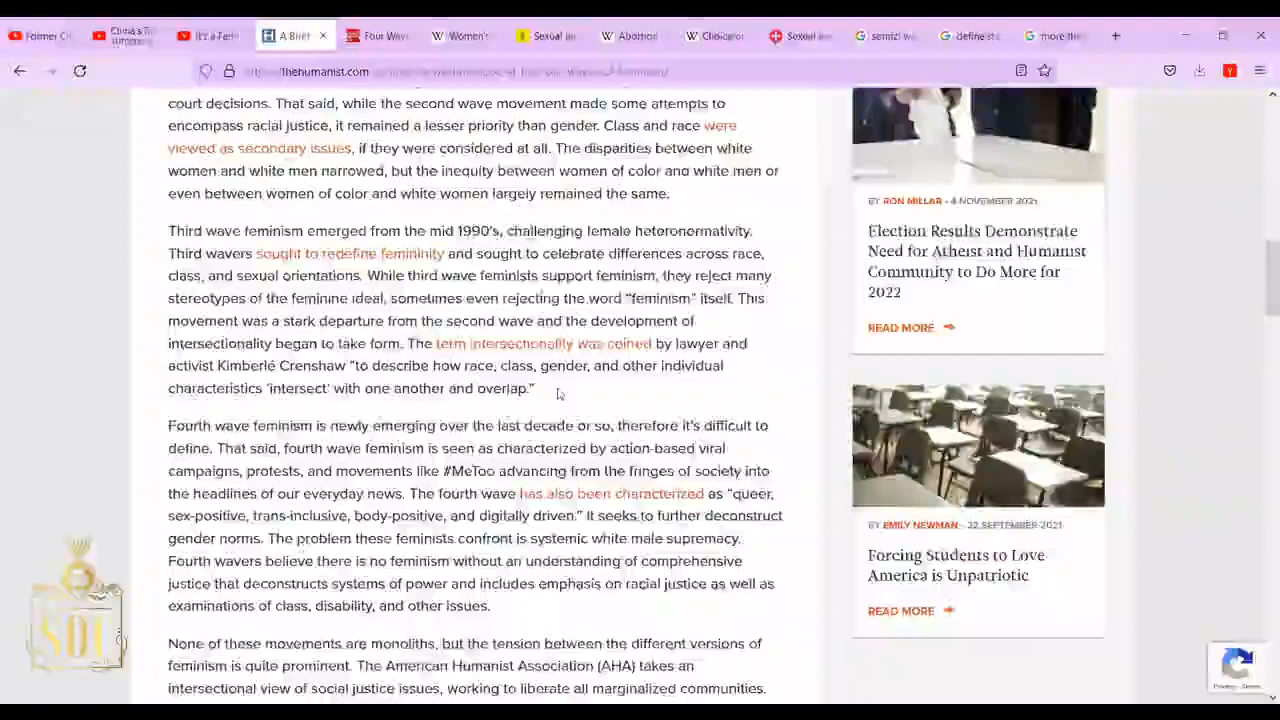 Former C
China's
It's a Fem
A Brief
Four Wav
Women's
Sexual
Abortion
Choice
Sexual
define
more the
thehumanist.com
court decisions. That said, while the second wave movement made some attempts to
encompass racial justice, it remained a lesser priority than gender. Class and race were
viewed as secondary issues, if they were considered at all. The disparities between white
women and white men narrowed, but the inequity between women of color and white men or
even between women of color and white women largely remained the same.
Third wave feminism emerged from the mid 1990's, challenging female heteronormativity.
Third wavers sought to redefine femininity and sought to celebrate differences across race,
class, and sexual orientations. While third wave feminists support feminism, they reject many
stereotypes of the feminine ideal, sometimes even rejecting the word "feminism" itself. This
movement was a stark departure from the second wave and the development of
intersectionality began to take form. The term intersectionality was coined by lawyer and
activist Kimberlé Crenshaw "to describe how race, class, gender, and other individual
characteristics 'intersect' with one another and overlap."
Fourth wave feminism is newly emerging over the last decade or so, therefore it's difficult to
define. That said, fourth wave feminism is seen as characterized by action-based viral
campaigns, protests, and movements like #MeToo advancing from the fringes of society into
the headlines of our everyday news. The fourth wave has also been characterized as "queer,
sex-positive, trans-inclusive, body-positive, and digitally driven." It seeks to further deconstruct
gender norms. The problem these feminists confront is systemic white male supremacy.
Fourth wavers believe there is no feminism without an understanding of comprehensive
justice that deconstructs systems of power and includes emphasis on racial justice as well as
examinations of class, disability, and other issues.
None of these movements are monoliths, but the tension between the different versions of
feminism is quite prominent. The American Humanist Association (AHA) takes an
intersectional view of social justice issues, working to liberate all marginalized communities.
BY RON MILLAR - 4 NOVEMBER 2021
Election Results Demonstrate
Need for Atheist and Humanist
Community to Do More for
2022
READ MORE
BY EMILY NEWMAN - 22 SEPTEMBER 2021
Forcing Students to Love
America is Unpatriotic
READ MORE
SOC
Privacy - Terms